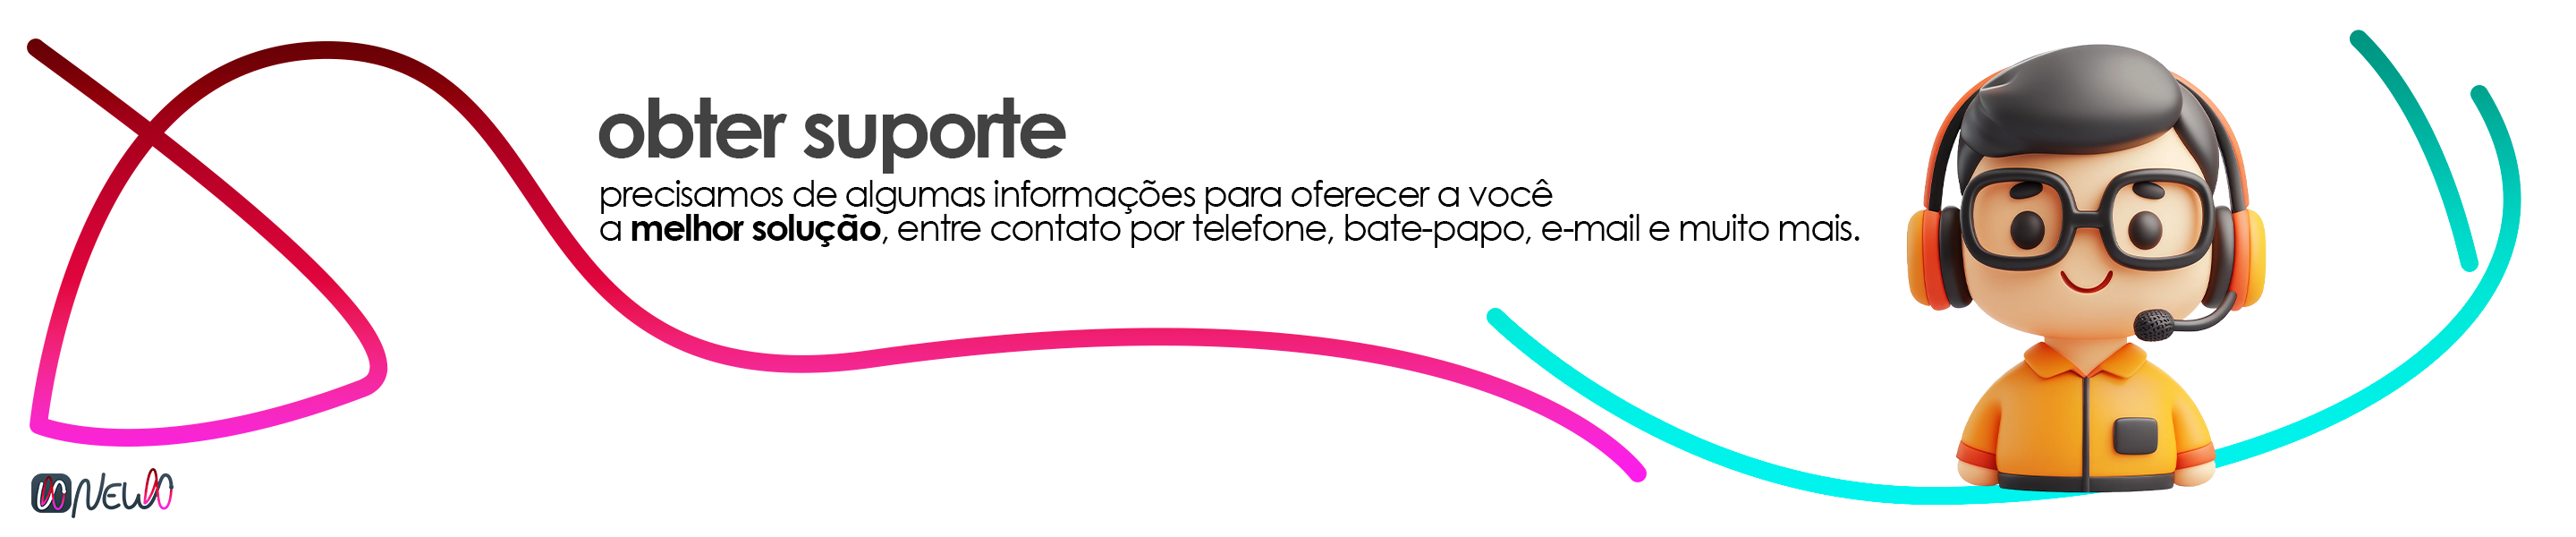 obter suporte
precisamos de algumas informações para oferecer a você
a melhor solução, entre contato por telefone, bate-papo, e-mail e muito mais.